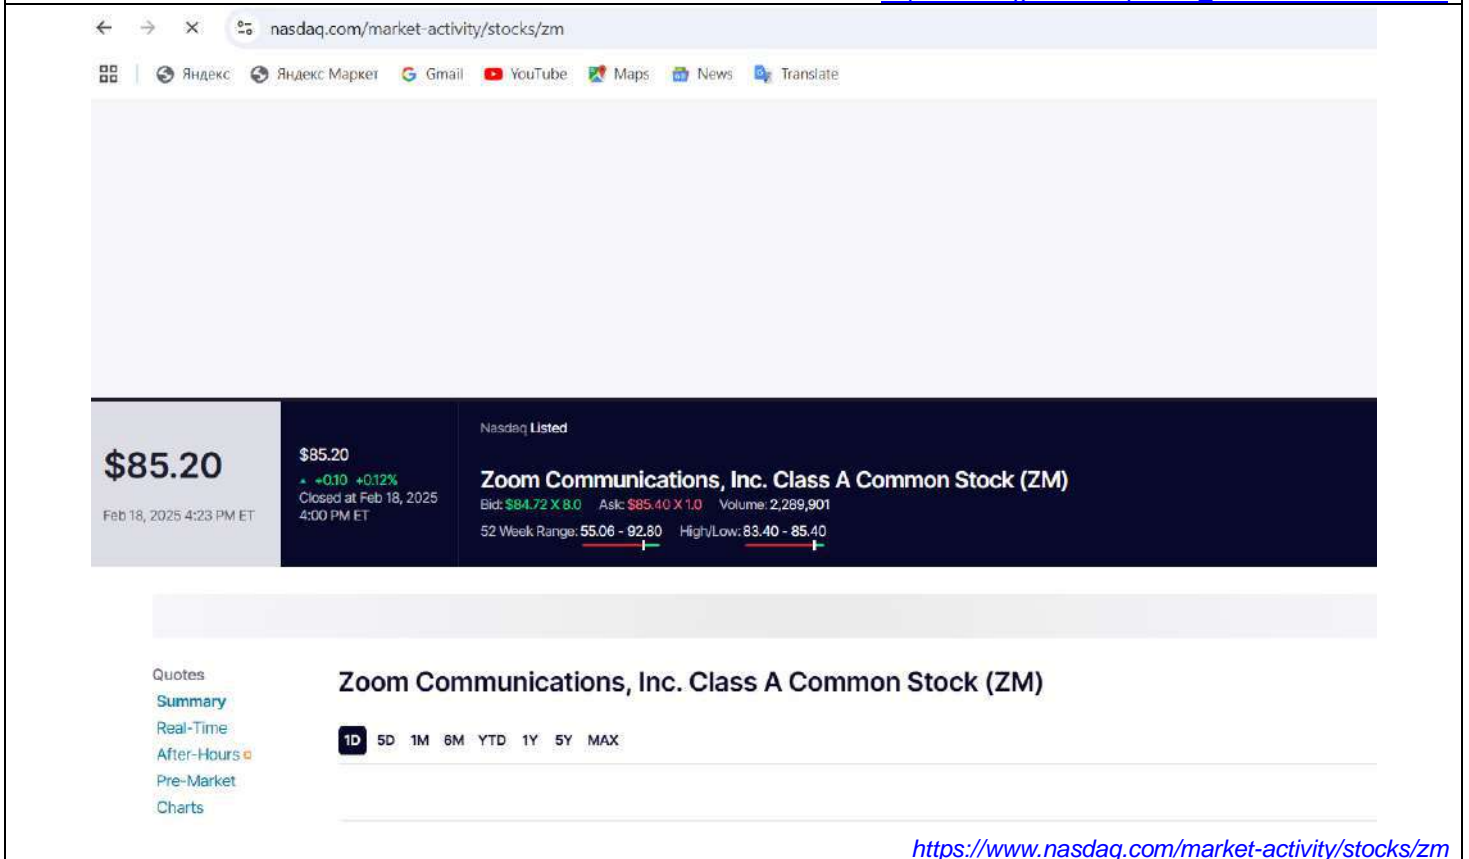 nasdaq.com/market-activity/stocks/zm
Яндекс Яндекс Маркет Gmail YouTube Maps News Translate
$85.20
Feb 18, 2025 4:23 PM ET
$85.20
▲ +0.10 +0.12%
Closed at Feb 18, 2025
4:00 PM ET
Nasdaq Listed
Zoom Communications, Inc. Class A Common Stock (ZM)
Bid: $84.72 X 8.0 Ask: $85.40 X 1.0 Volume: 2,289,901
52 Week Range: 55.06 - 92.80 High/Low: 83.40 - 85.40
Quotes
Summary
Real-Time
After-Hours
Pre-Market
Charts
Zoom Communications, Inc. Class A Common Stock (ZM)
1D 5D 1M 6M YTD 1Y 5Y MAX
https://www.nasdaq.com/market-activity/stocks/zm